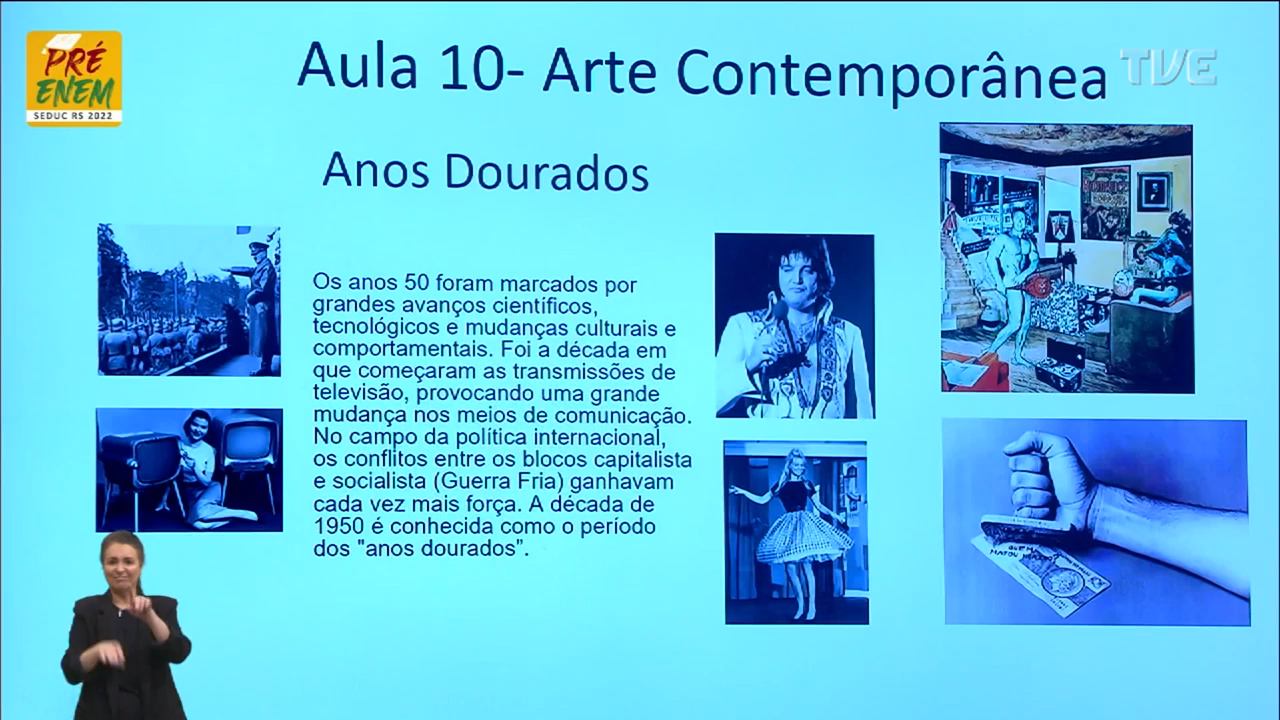 PRÉ
ENEM
SEDUC RS 2022
Aula 10- Arte Contemporânea
TVE
Anos Dourados
Os anos 50 foram marcados por
grandes avanços científicos,
tecnológicos e mudanças culturais e
comportamentais. Foi a década em
que começaram as transmissões de
televisão, provocando uma grande
mudança nos meios de comunicação.
No campo da política internacional,
os conflitos entre os blocos capitalista
e socialista (Guerra Fria) ganhavam
cada vez mais força. A década de
1950 é conhecida como o período
dos "anos dourados".
QUEM
MATOU